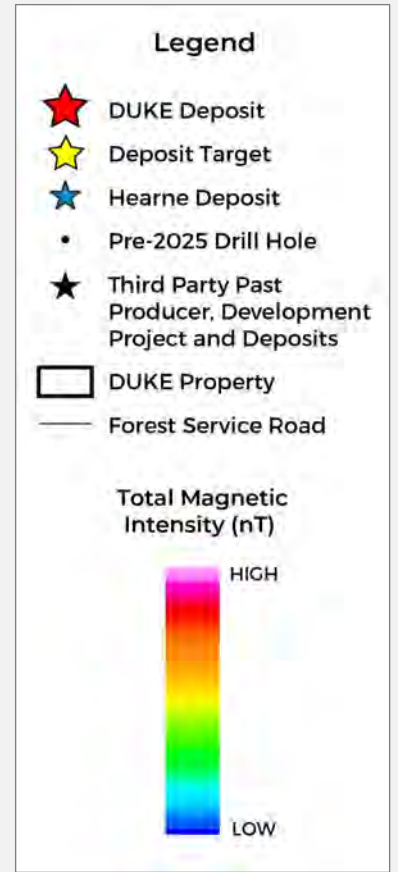 Legend
DUKE Deposit
Deposit Target
Hearne Deposit
Pre-2025 Drill Hole
Third Party Past
Producer, Development
Project and Deposits
DUKE Property
Forest Service Road
Total Magnetic
Intensity (nT)
HIGH
LOW